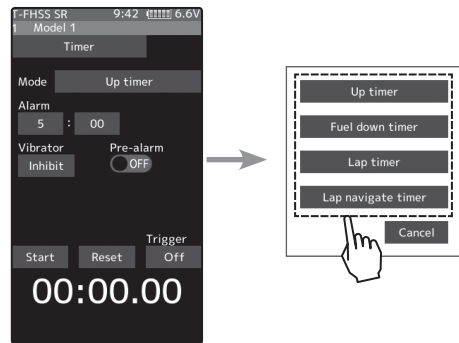 T-FHSS SR 9:42 6.6V
1 Model 1
Timer
Mode Up timer
Alarm
5 : 00
Vibrator Pre-alarm
Inhibit OFF
Trigger
Start Reset Off
00:00.00
Up timer
Fuel down timer
Lap timer
Lap navigate timer
Cancel